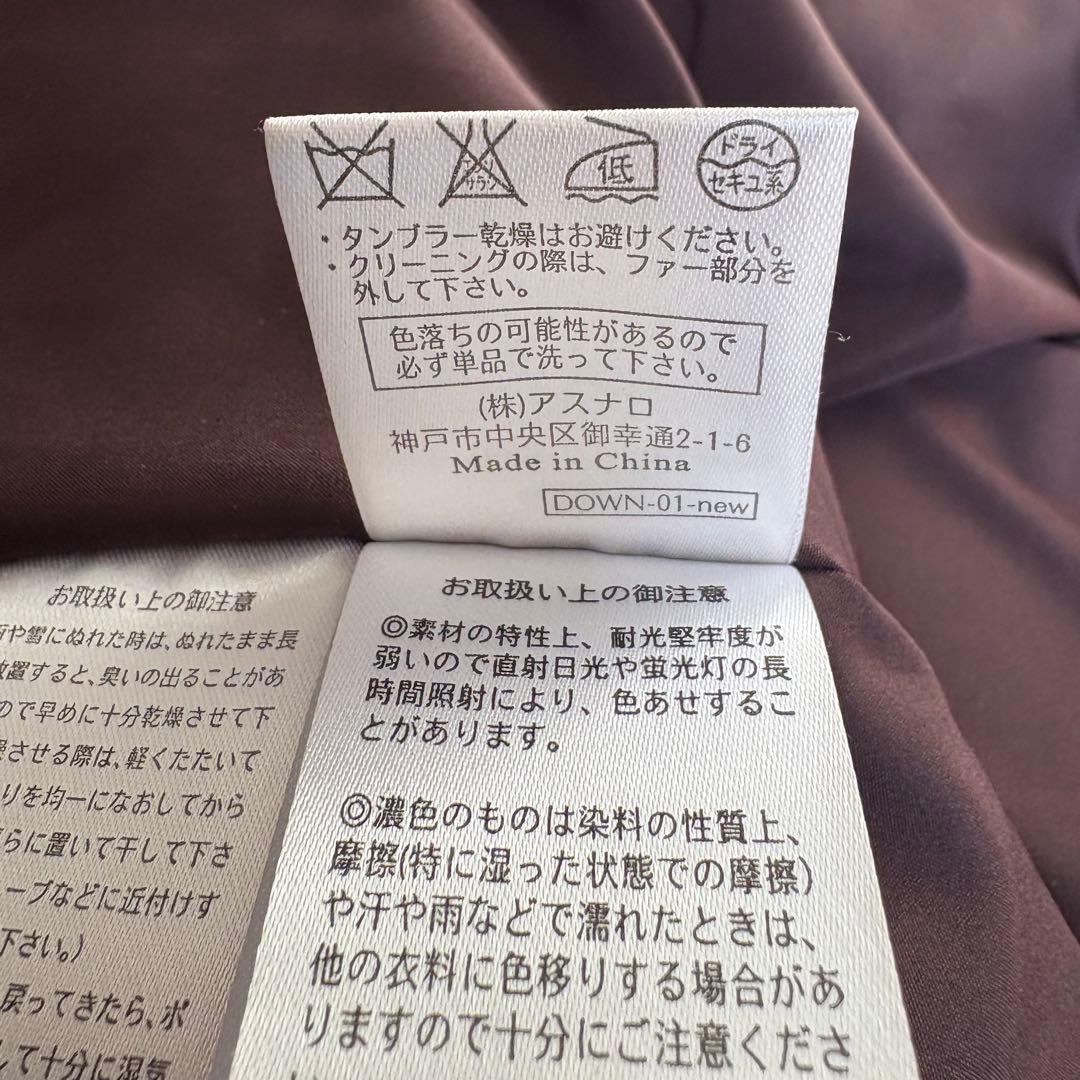 エンソ
サラシ
低
ドライ
セキユ系
・タンブラー乾燥はお避けください。
・クリーニングの際は、ファー部分を
外して下さい。
色落ちの可能性があるので
必ず単品で洗って下さい。
(株)アスナロ
神戸市中央区御幸通2-1-6
Made in China
DOWN-01-new
お取扱い上の御注意
や雪にぬれた時は、ぬれたまま長
放置すると、臭いの出ることがあ
ので早めに十分乾燥させて下
させる際は、軽くたたいて
りを均一になおしてから
らに置いて干して下さ
ーブなどに近付けす
下さい。)
戻ってきたら、ポ
して十分に湿気
お取扱い上の御注意
◎素材の特性上、耐光堅牢度が
弱いので直射日光や蛍光灯の長
時間照射により、色あせするこ
とがあります。
◎濃色のものは染料の性質上、
摩擦(特に湿った状態での摩擦)
や汗や雨などで濡れたときは、
他の衣料に色移りする場合があ
りますので十分にご注意くださ